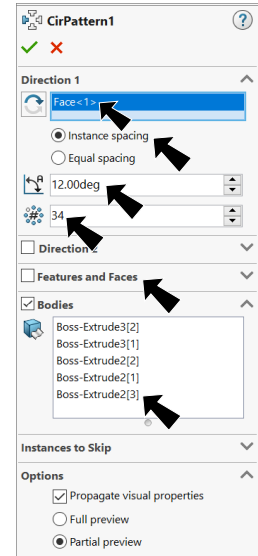 CirPattern1
Direction 1
Face<1>
Instance spacing
Equal spacing
12.00deg
34
Direction 2
Features and Faces
Bodies
Boss-Extrude3[2]
Boss-Extrude3[1]
Boss-Extrude2[2]
Boss-Extrude2[1]
Boss-Extrude2[3]
Instances to Skip
Options
Propagate visual properties
Full preview
Partial preview